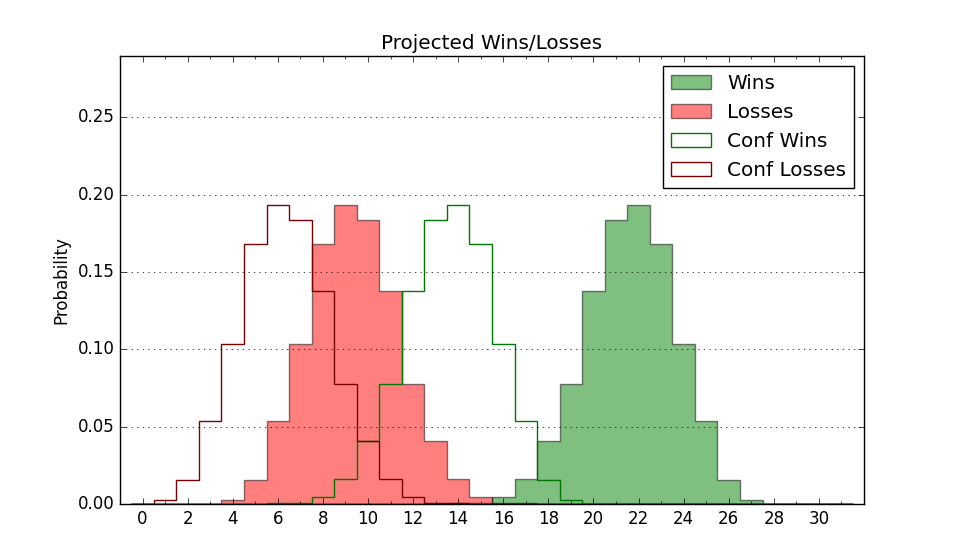 Projected Wins/Losses
Wins
Losses
Conf Wins
Conf Losses
Probability
0.25
0.20
0.15
0.10
0.05
0.00
0 2 4 6 8 10 12 14 16 18 20 22 24 26 28 30